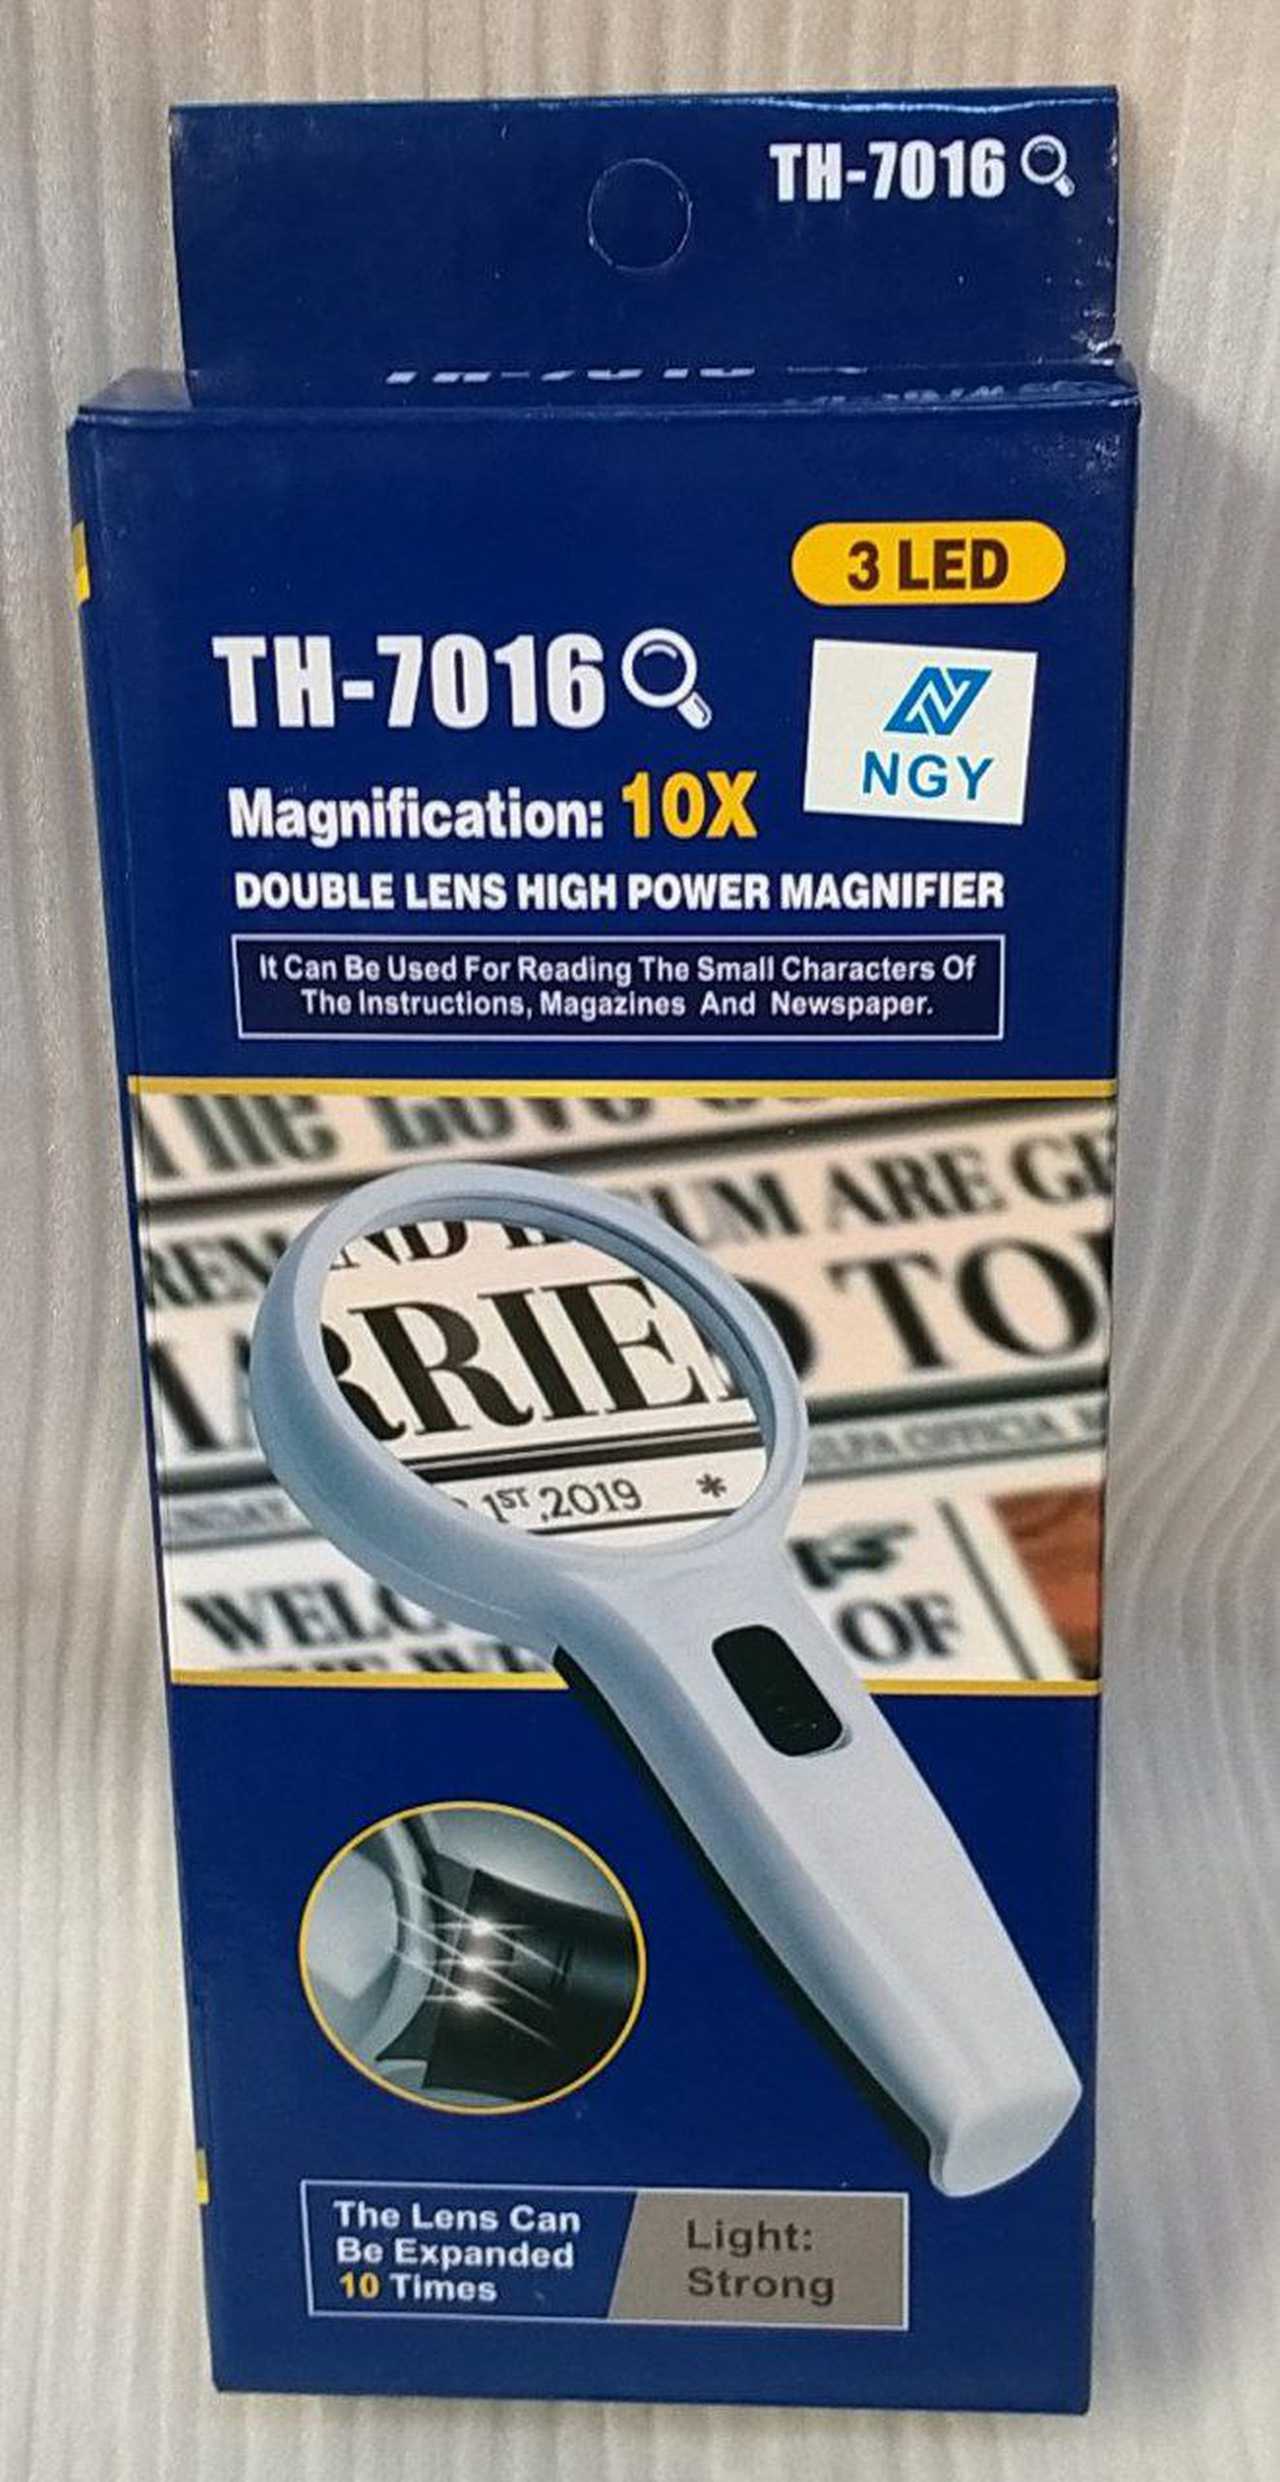 TH-7016
3 LED
TH-7016
NGY
Magnification: 10X
DOUBLE LENS HIGH POWER MAGNIFIER
It Can Be Used For Reading The Small Characters Of
The Instructions, Magazines And Newspaper.
UM ARE
RRIE
TO
1ST,2019 *
OF
The Lens Can
Be Expanded
10 Times
Light:
Strong